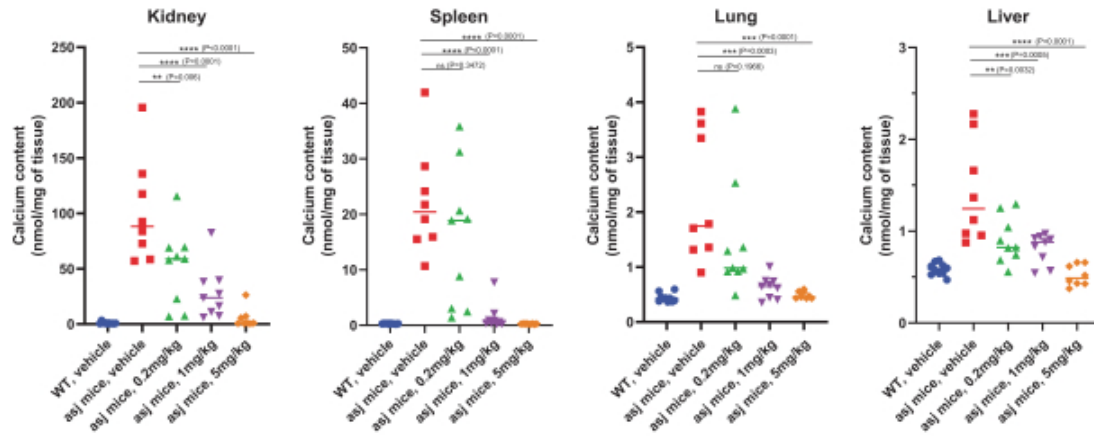 Kidney
Calcium content
(nmol/mg of tissue)
250
200
150
100
50
0
**** (P<0.0001)
**** (P<0.0001)
** (P=0.006)
WT, vehicle
asj mice, vehicle
asj mice, 0.2mg/kg
asj mice, 1mg/kg
asj mice, 5mg/kg
Spleen
Calcium content
(nmol/mg of tissue)
50
40
30
20
10
0
**** (P<0.0001)
**** (P<0.0001)
ns (P=0.3472)
WT, vehicle
asj mice, vehicle
asj mice, 0.2mg/kg
asj mice, 1mg/kg
asj mice, 5mg/kg
Lung
Calcium content
(nmol/mg of tissue)
5
4
3
2
1
0
*** (P=0.0001)
*** (P=0.0003)
ns (P=0.1966)
WT, vehicle
asj mice, vehicle
asj mice, 0.2mg/kg
asj mice, 1mg/kg
asj mice, 5mg/kg
Liver
Calcium content
(nmol/mg of tissue)
3
2
1
0
**** (P<0.0001)
*** (P=0.0005)
** (P=0.0032)
WT, vehicle
asj mice, vehicle
asj mice, 0.2mg/kg
asj mice, 1mg/kg
asj mice, 5mg/kg